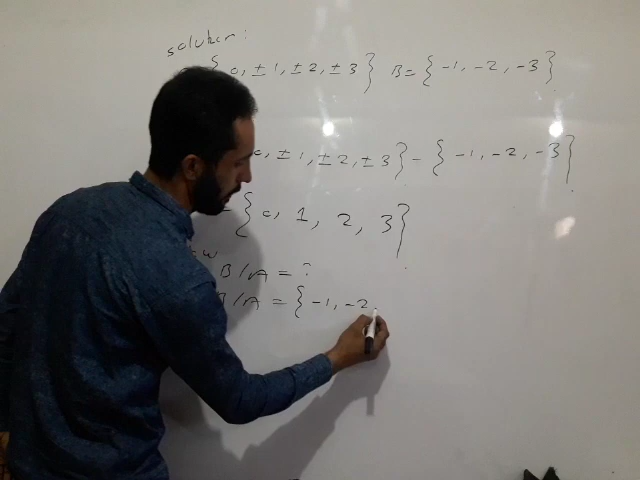 solution:
{0, ±1, ±2, ±3} B={-1, -2, -3}
0, ±1, ±2, ±3} - {-1, -2, -3}
= {0, 1, 2, 3}
B/A = ?
B/A = {-1, -2,